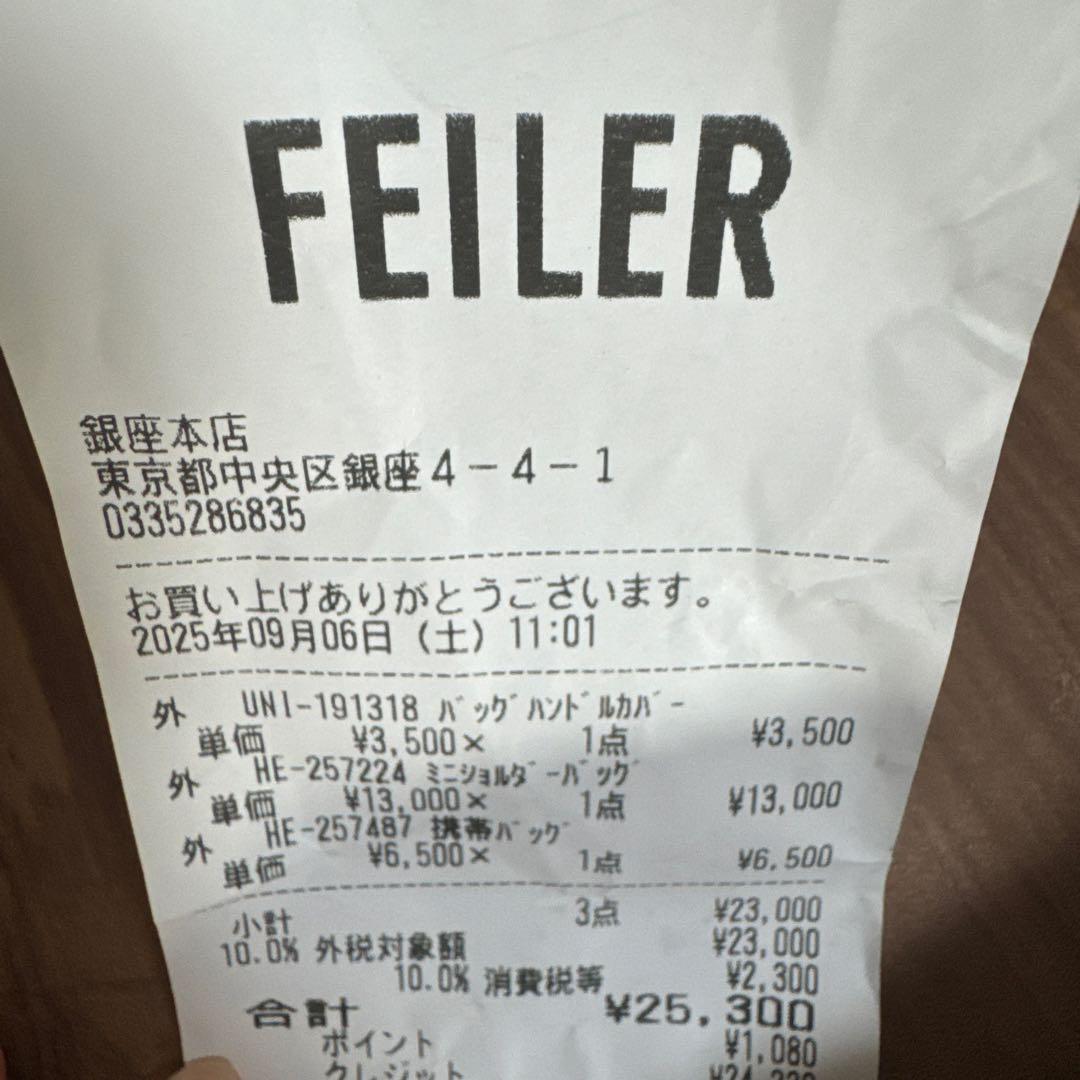 FEILER
銀座本店
東京都中央区銀座4-4-1
0335286835
お買い上げありがとうございます。
2025年09月06日(土) 11:01
外 UNI-191318 ﾊﾞｯｸﾞﾊﾝﾄﾞﾙｶﾊﾞｰ
単価 ¥3,500× 1点 ¥3,500
外 HE-257224 ﾐﾆｼｮﾙﾀﾞｰﾊﾞｯｸﾞ
単価 ¥13,000× 1点 ¥13,000
外 HE-257487 携帯ﾊﾞｯｸﾞ
単価 ¥6,500× 1点 ¥6,500
小計 3点 ¥23,000
10.0% 外税対象額 ¥23,000
10.0% 消費税等 ¥2,300
合計 ¥25,300
ポイント ¥1,080
クレジット